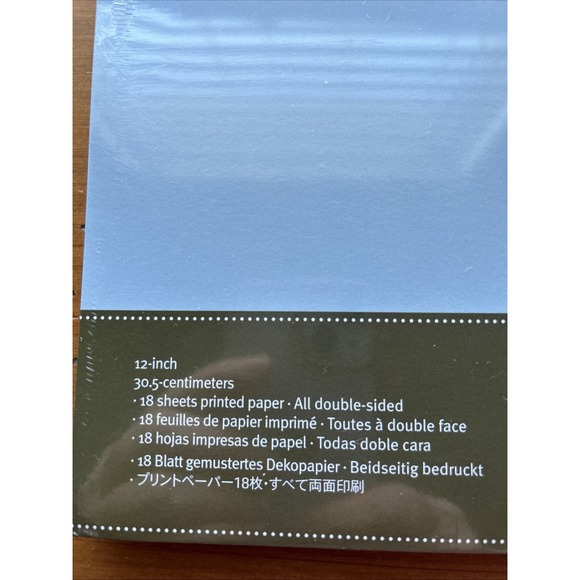 12-inch
30.5-centimeters
· 18 sheets printed paper · All double-sided
· 18 feuilles de papier imprimé · Toutes à double face
· 18 hojas impresas de papel · Todas doble cara
· 18 Blatt gemustertes Dekopapier · Beidseitig bedruckt
· プリントペーパー18枚・すべて両面印刷